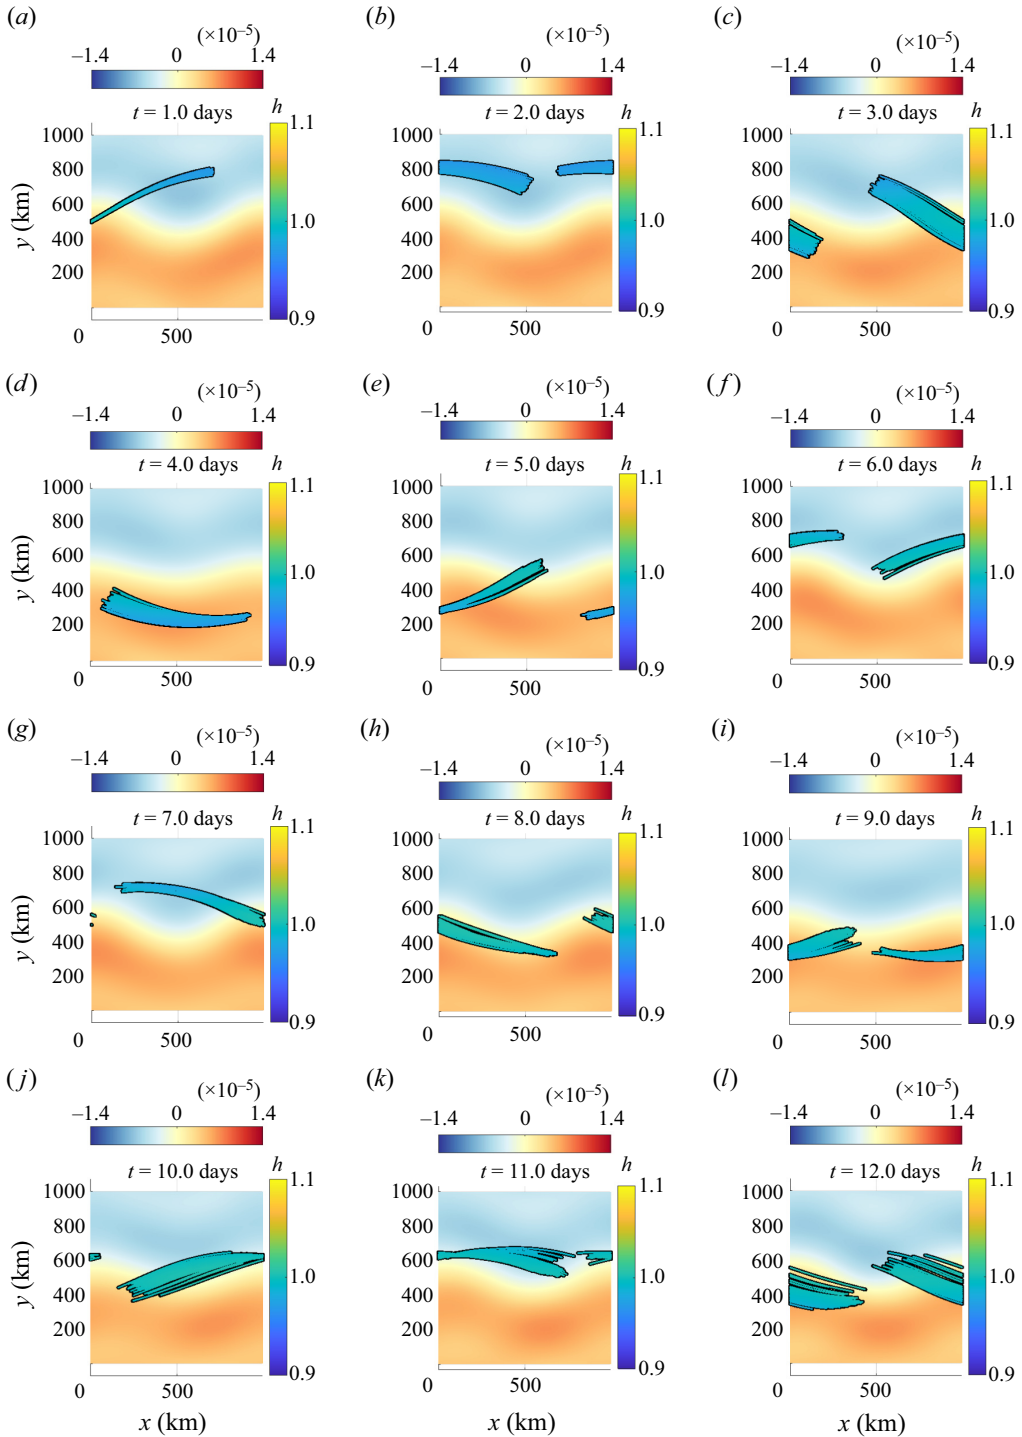 (a) (b) (c)
(×10⁻⁵) (×10⁻⁵) (×10⁻⁵)
−1.4 0 1.4 −1.4 0 1.4 −1.4 0 1.4
t = 1.0 days h t = 2.0 days h t = 3.0 days h
1000 1.1 1000 1.1 1000 1.1
800 800 800
600 600 600
y (km) 1.0 1.0 1.0
400 400 400
200 200 200
0.9 0.9 0.9
0 500 0 500 0 500
(d) (e) (f)
(×10⁻⁵) (×10⁻⁵) (×10⁻⁵)
−1.4 0 1.4 −1.4 0 1.4 −1.4 0 1.4
t = 4.0 days h t = 5.0 days h t = 6.0 days h
1000 1.1 1000 1.1 1000 1.1
800 800 800
600 600 600
y (km) 1.0 1.0 1.0
400 400 400
200 200 200
0.9 0.9 0.9
0 500 0 500 0 500
(g) (h) (i)
(×10⁻⁵) (×10⁻⁵) (×10⁻⁵)
−1.4 0 1.4 −1.4 0 1.4 −1.4 0 1.4
t = 7.0 days h t = 8.0 days h t = 9.0 days h
1000 1.1 1000 1.1 1000 1.1
800 800 800
600 600 600
y (km) 1.0 1.0 1.0
400 400 400
200 200 200
0.9 0.9 0.9
0 500 0 500 0 500
(j) (k) (l)
(×10⁻⁵) (×10⁻⁵) (×10⁻⁵)
−1.4 0 1.4 −1.4 0 1.4 −1.4 0 1.4
t = 10.0 days h t = 11.0 days h t = 12.0 days h
1000 1.1 1000 1.1 1000 1.1
800 800 800
600 600 600
y (km) 1.0 1.0 1.0
400 400 400
200 200 200
0.9 0.9 0.9
0 500 0 500 0 500
x (km) x (km) x (km)